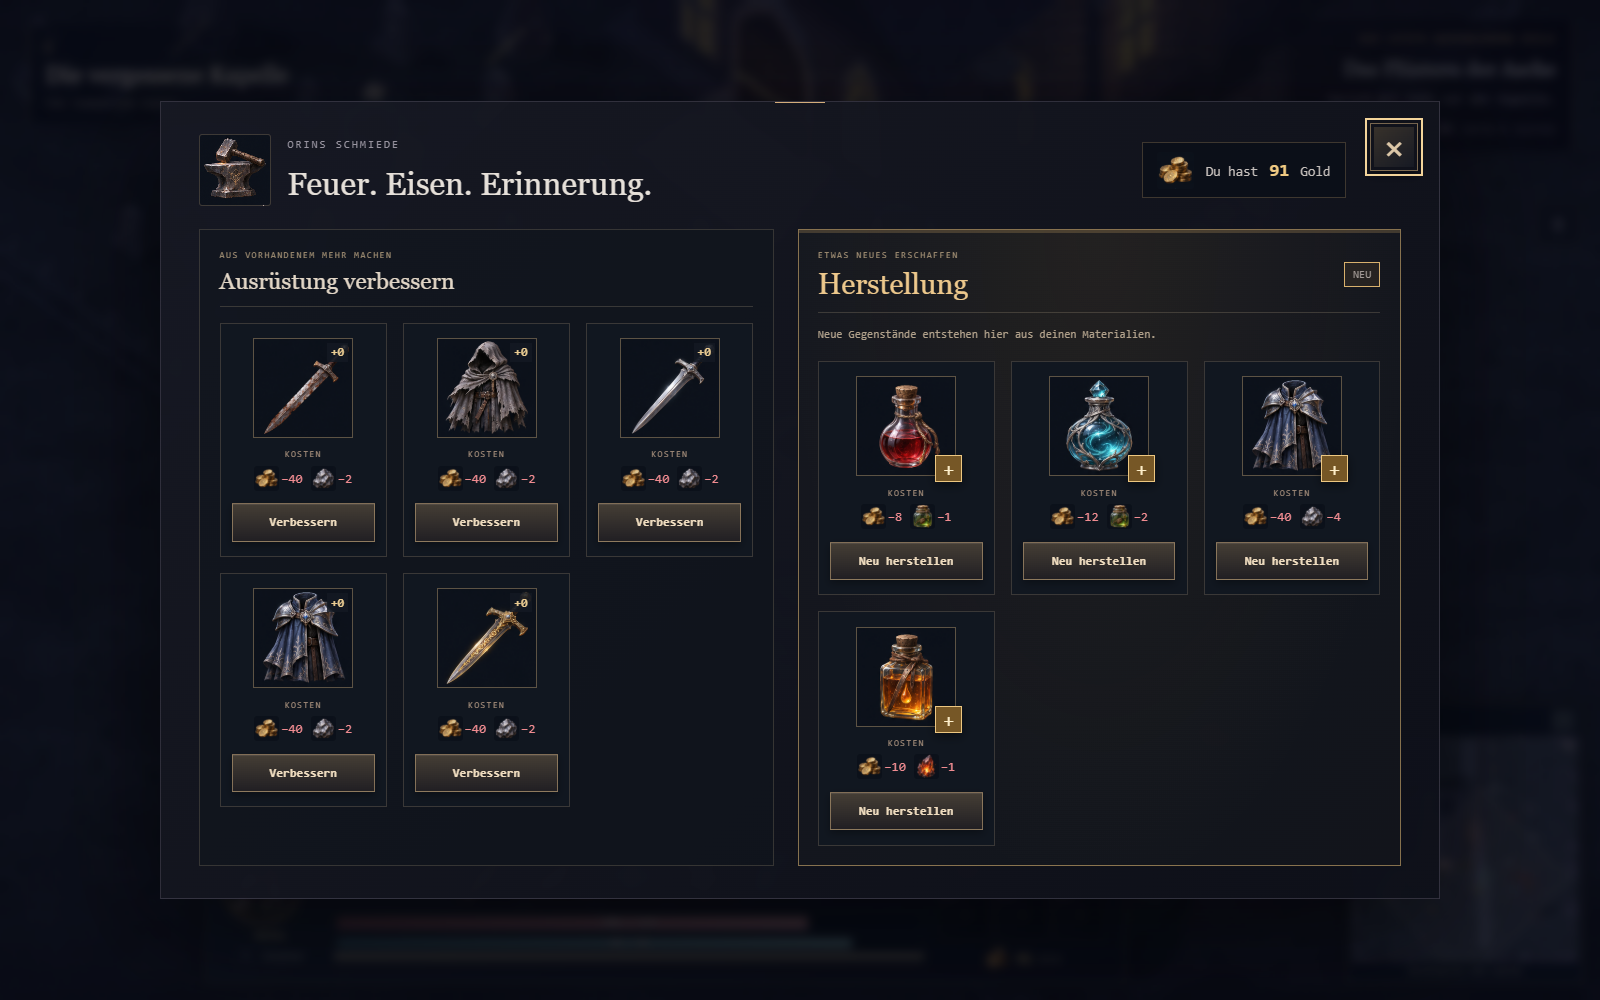 ORINS SCHMIEDE
Feuer. Eisen. Erinnerung.
Du hast 91 Gold
×
AUS VORHANDENEM MEHR MACHEN
Ausrüstung verbessern
+0 +0 +0
KOSTEN KOSTEN KOSTEN
−40 −2 −40 −2 −40 −2
Verbessern Verbessern Verbessern
+0 +0
KOSTEN KOSTEN
−40 −2 −40 −2
Verbessern Verbessern
ETWAS NEUES ERSCHAFFEN
Herstellung
NEU
Neue Gegenstände entstehen hier aus deinen Materialien.
+ + +
KOSTEN KOSTEN KOSTEN
−8 −1 −12 −2 −40 −4
Neu herstellen Neu herstellen Neu herstellen
+
KOSTEN
−10 −1
Neu herstellen